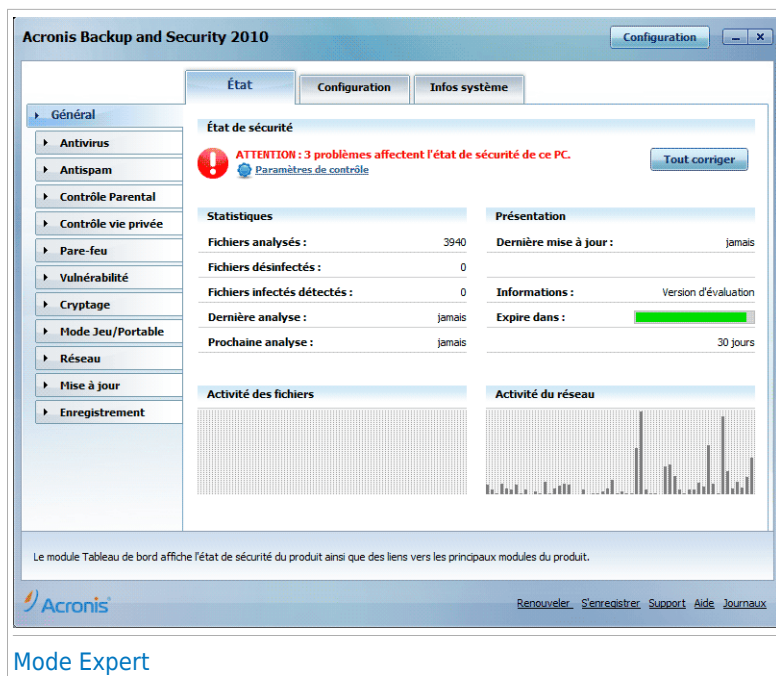 Acronis Backup and Security 2010
Configuration
État
Configuration
Infos système
Général
Antivirus
Antispam
Contrôle Parental
Contrôle vie privée
Pare-feu
Vulnérabilité
Cryptage
Mode Jeu/Portable
Réseau
Mise à jour
Enregistrement
État de sécurité
ATTENTION : 3 problèmes affectent l'état de sécurité de ce PC.
Paramètres de contrôle
Tout corriger
Statistiques
Fichiers analysés : 3940
Fichiers désinfectés : 0
Fichiers infectés détectés : 0
Dernière analyse : jamais
Prochaine analyse : jamais
Présentation
Dernière mise à jour : jamais
Informations : Version d'évaluation
Expire dans :
30 jours
Activité des fichiers
Activité du réseau
Le module Tableau de bord affiche l'état de sécurité du produit ainsi que des liens vers les principaux modules du produit.
Acronis
Renouveler S'enregistrer Support Aide Journaux
Mode Expert